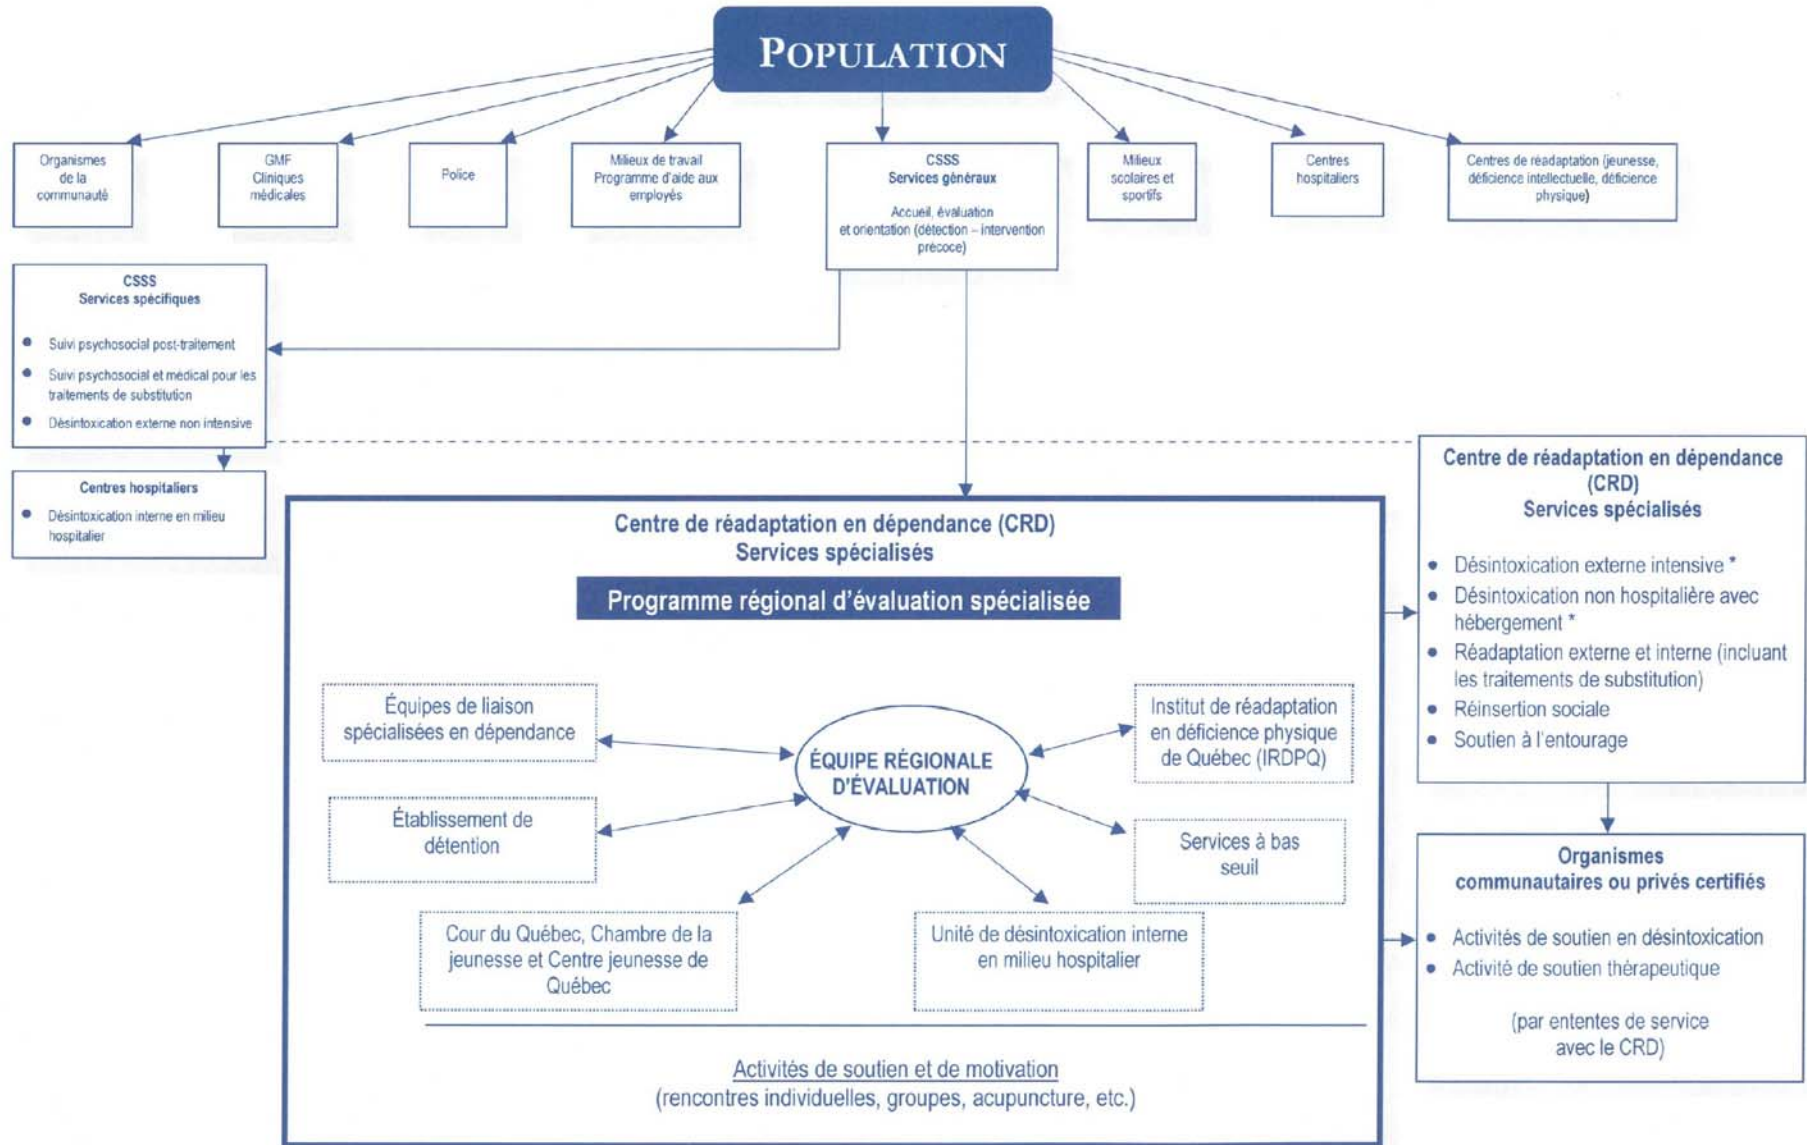 POPULATION
Organismes
de la
communauté
GMF
Cliniques
médicales
Police
Milieux de travail
Programme d'aide aux
employés
CSSS
Services généraux
Accueil, évaluation
et orientation (détection – intervention
précoce)
Milieux
scolaires et
sportifs
Centres
hospitaliers
Centres de réadaptation (jeunesse,
déficience intellectuelle, déficience
physique)
CSSS
Services spécifiques
● Suivi psychosocial post-traitement
● Suivi psychosocial et médical pour les
traitements de substitution
● Désintoxication externe non intensive
Centres hospitaliers
● Désintoxication interne en milieu
hospitalier
Centre de réadaptation en dépendance (CRD)
Services spécialisés
Programme régional d'évaluation spécialisée
Équipes de liaison
spécialisées en dépendance
Établissement de
détention
Cour du Québec, Chambre de la
jeunesse et Centre jeunesse de
Québec
ÉQUIPE RÉGIONALE
D'ÉVALUATION
Institut de réadaptation
en déficience physique
de Québec (IRDPQ)
Services à bas
seuil
Unité de désintoxication interne
en milieu hospitalier
Activités de soutien et de motivation
(rencontres individuelles, groupes, acupuncture, etc.)
Centre de réadaptation en dépendance
(CRD)
Services spécialisés
• Désintoxication externe intensive *
• Désintoxication non hospitalière avec
hébergement *
• Réadaptation externe et interne (incluant
les traitements de substitution)
• Réinsertion sociale
• Soutien à l'entourage
Organismes
communautaires ou privés certifiés
• Activités de soutien en désintoxication
• Activité de soutien thérapeutique
(par ententes de service
avec le CRD)